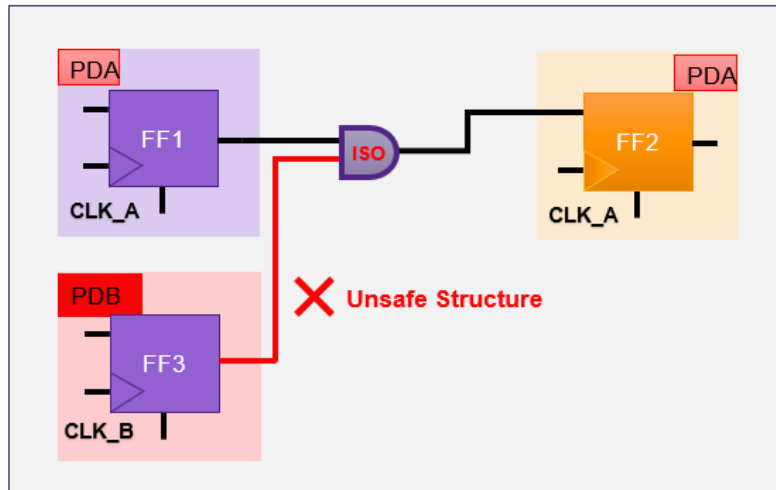 PDA
FF1
CLK_A
ISO
PDA
FF2
CLK_A
PDB
FF3
CLK_B
Unsafe Structure